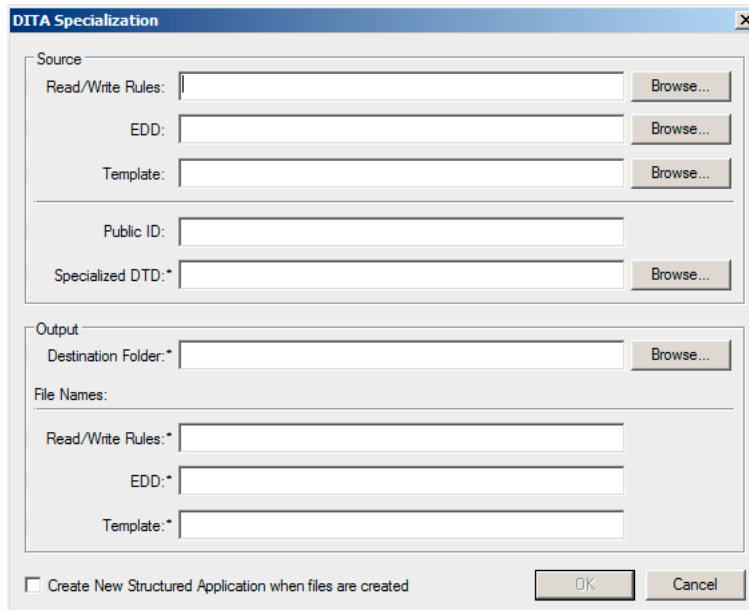 DITA Specialization
Source
Read/Write Rules:
Browse...
EDD:
Browse...
Template:
Browse...
Public ID:
Specialized DTD:*
Browse...
Output
Destination Folder:*
Browse...
File Names:
Read/Write Rules:*
EDD:*
Template:*
Create New Structured Application when files are created
OK
Cancel